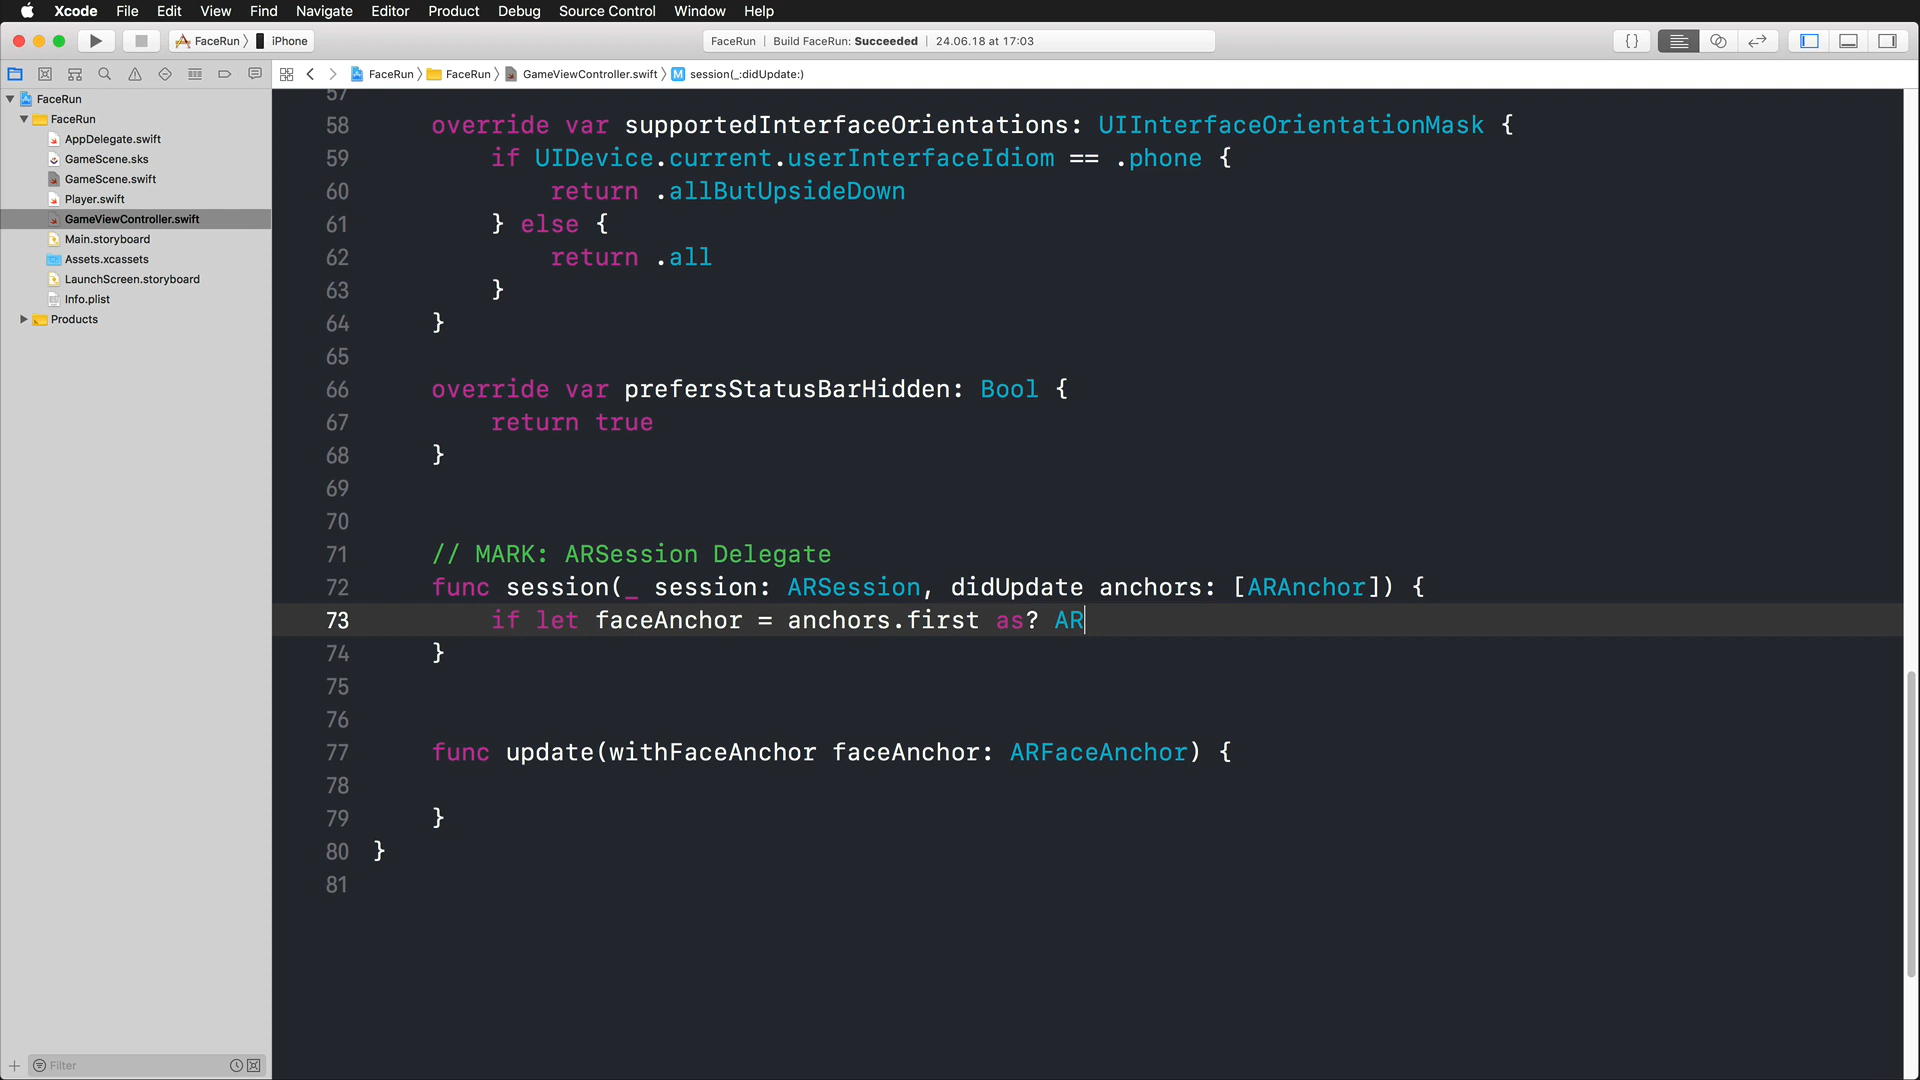 Xcode File Edit View Find Navigate Editor Product Debug Source Control Window Help
FaceRun iPhone FaceRun | Build FaceRun: Succeeded | 24.06.18 at 17:03 {}
FaceRun FaceRun GameViewController.swift M session(_:didUpdate:)
FaceRun
FaceRun
AppDelegate.swift
GameScene.sks
GameScene.swift
Player.swift
GameViewController.swift
Main.storyboard
Assets.xcassets
LaunchScreen.storyboard
Info.plist
Products
Filter
57
58 override var supportedInterfaceOrientations: UIInterfaceOrientationMask {
59 if UIDevice.current.userInterfaceIdiom == .phone {
60 return .allButUpsideDown
61 } else {
62 return .all
63 }
64 }
65
66 override var prefersStatusBarHidden: Bool {
67 return true
68 }
69
70
71 // MARK: ARSession Delegate
72 func session(_ session: ARSession, didUpdate anchors: [ARAnchor]) {
73 if let faceAnchor = anchors.first as? AR
74 }
75
76
77 func update(withFaceAnchor faceAnchor: ARFaceAnchor) {
78
79 }
80 }
81